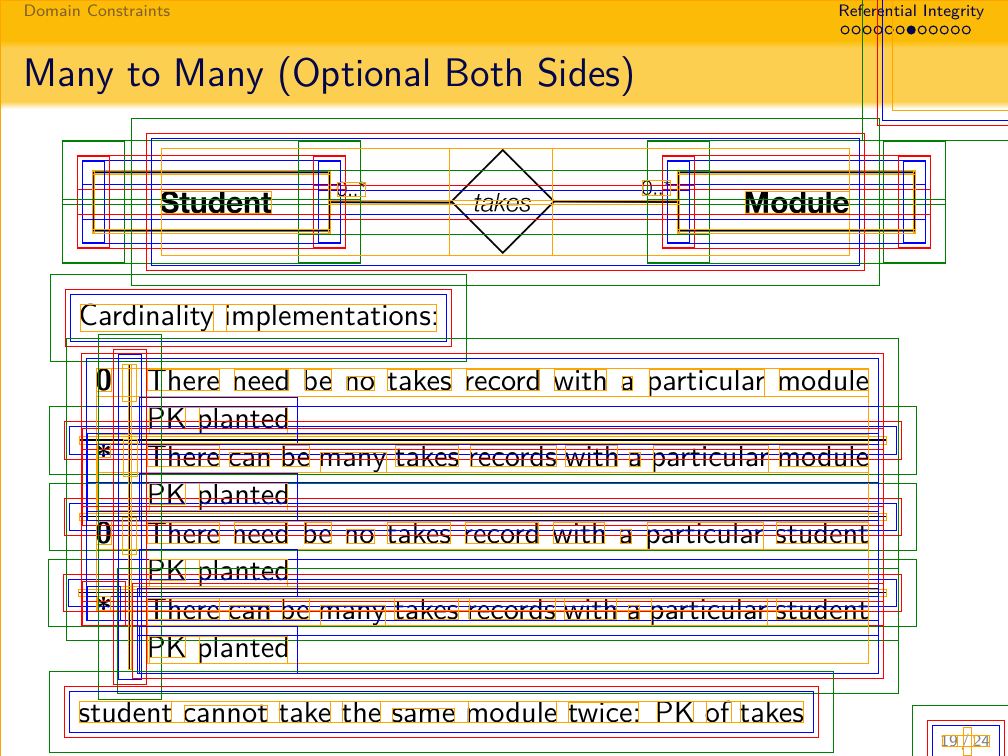 Domain Constraints
Referential Integrity
Many to Many (Optional Both Sides)
Student 0..* takes 0..* Module
Cardinality implementations:
0 There need be no takes record with a particular module
PK planted
* There can be many takes records with a particular module
PK planted
0 There need be no takes record with a particular student
PK planted
* There can be many takes records with a particular student
PK planted
student cannot take the same module twice: PK of takes
19 / 24